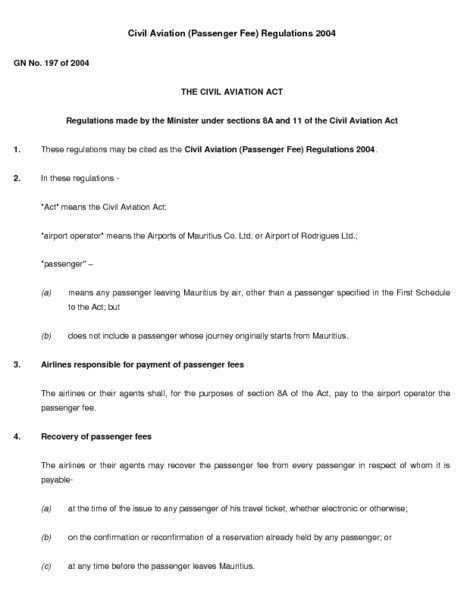 Civil Aviation (Passenger Fee) Regulations 2004
GN No. 197 of 2004
THE CIVIL AVIATION ACT
Regulations made by the Minister under sections 8A and 11 of the Civil Aviation Act
1. These regulations may be cited as the Civil Aviation (Passenger Fee) Regulations 2004.
2. In these regulations -
"Act" means the Civil Aviation Act;
"airport operator" means the Airports of Mauritius Co. Ltd. or Airport of Rodrigues Ltd.;
"passenger" –
(a) means any passenger leaving Mauritius by air, other than a passenger specified in the First Schedule
to the Act; but
(b) does not include a passenger whose journey originally starts from Mauritius.
3. Airlines responsible for payment of passenger fees
The airlines or their agents shall, for the purposes of section 8A of the Act, pay to the airport operator the
passenger fee.
4. Recovery of passenger fees
The airlines or their agents may recover the passenger fee from every passenger in respect of whom it is
payable-
(a) at the time of the issue to any passenger of his travel ticket, whether electronic or otherwise;
(b) on the confirmation or reconfirmation of a reservation already held by any passenger; or
(c) at any time before the passenger leaves Mauritius.